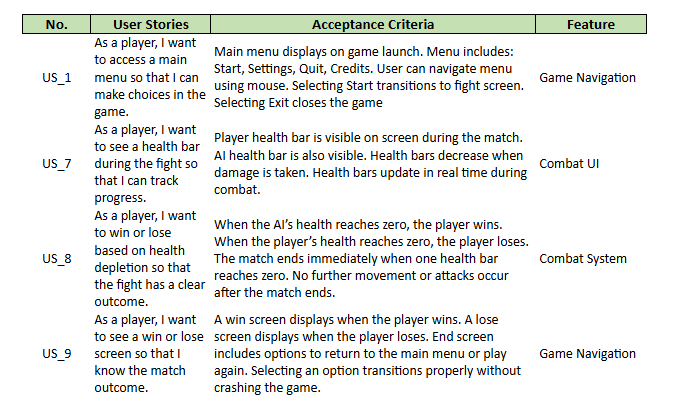 No. User Stories Acceptance Criteria Feature
US_1
As a player, I want
to access a main
menu so that I can
make choices in the
game.
Main menu displays on game launch. Menu includes:
Start, Settings, Quit, Credits. User can navigate menu
using mouse. Selecting Start transitions to fight screen.
Selecting Exit closes the game
Game Navigation
US_7
As a player, I want
to see a health bar
during the fight so
that I can track
progress.
Player health bar is visible on screen during the match.
AI health bar is also visible. Health bars decrease when
damage is taken. Health bars update in real time during
combat.
Combat UI
US_8
As a player, I want
to win or lose
based on health
depletion so that
the fight has a clear
outcome.
When the AI's health reaches zero, the player wins.
When the player's health reaches zero, the player loses.
The match ends immediately when one health bar
reaches zero. No further movement or attacks occur
after the match ends.
Combat System
US_9
As a player, I want
to see a win or lose
screen so that I
know the match
outcome.
A win screen displays when the player wins. A lose
screen displays when the player loses. End screen
includes options to return to the main menu or play
again. Selecting an option transitions properly without
crashing the game.
Game Navigation